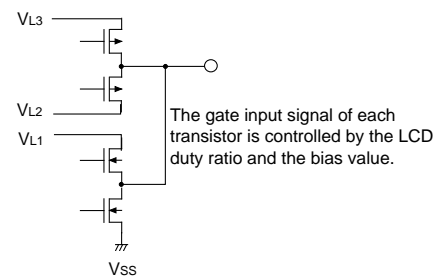 VL3
VL2
VL1
The gate input signal of each
transistor is controlled by the LCD
duty ratio and the bias value.
VSS